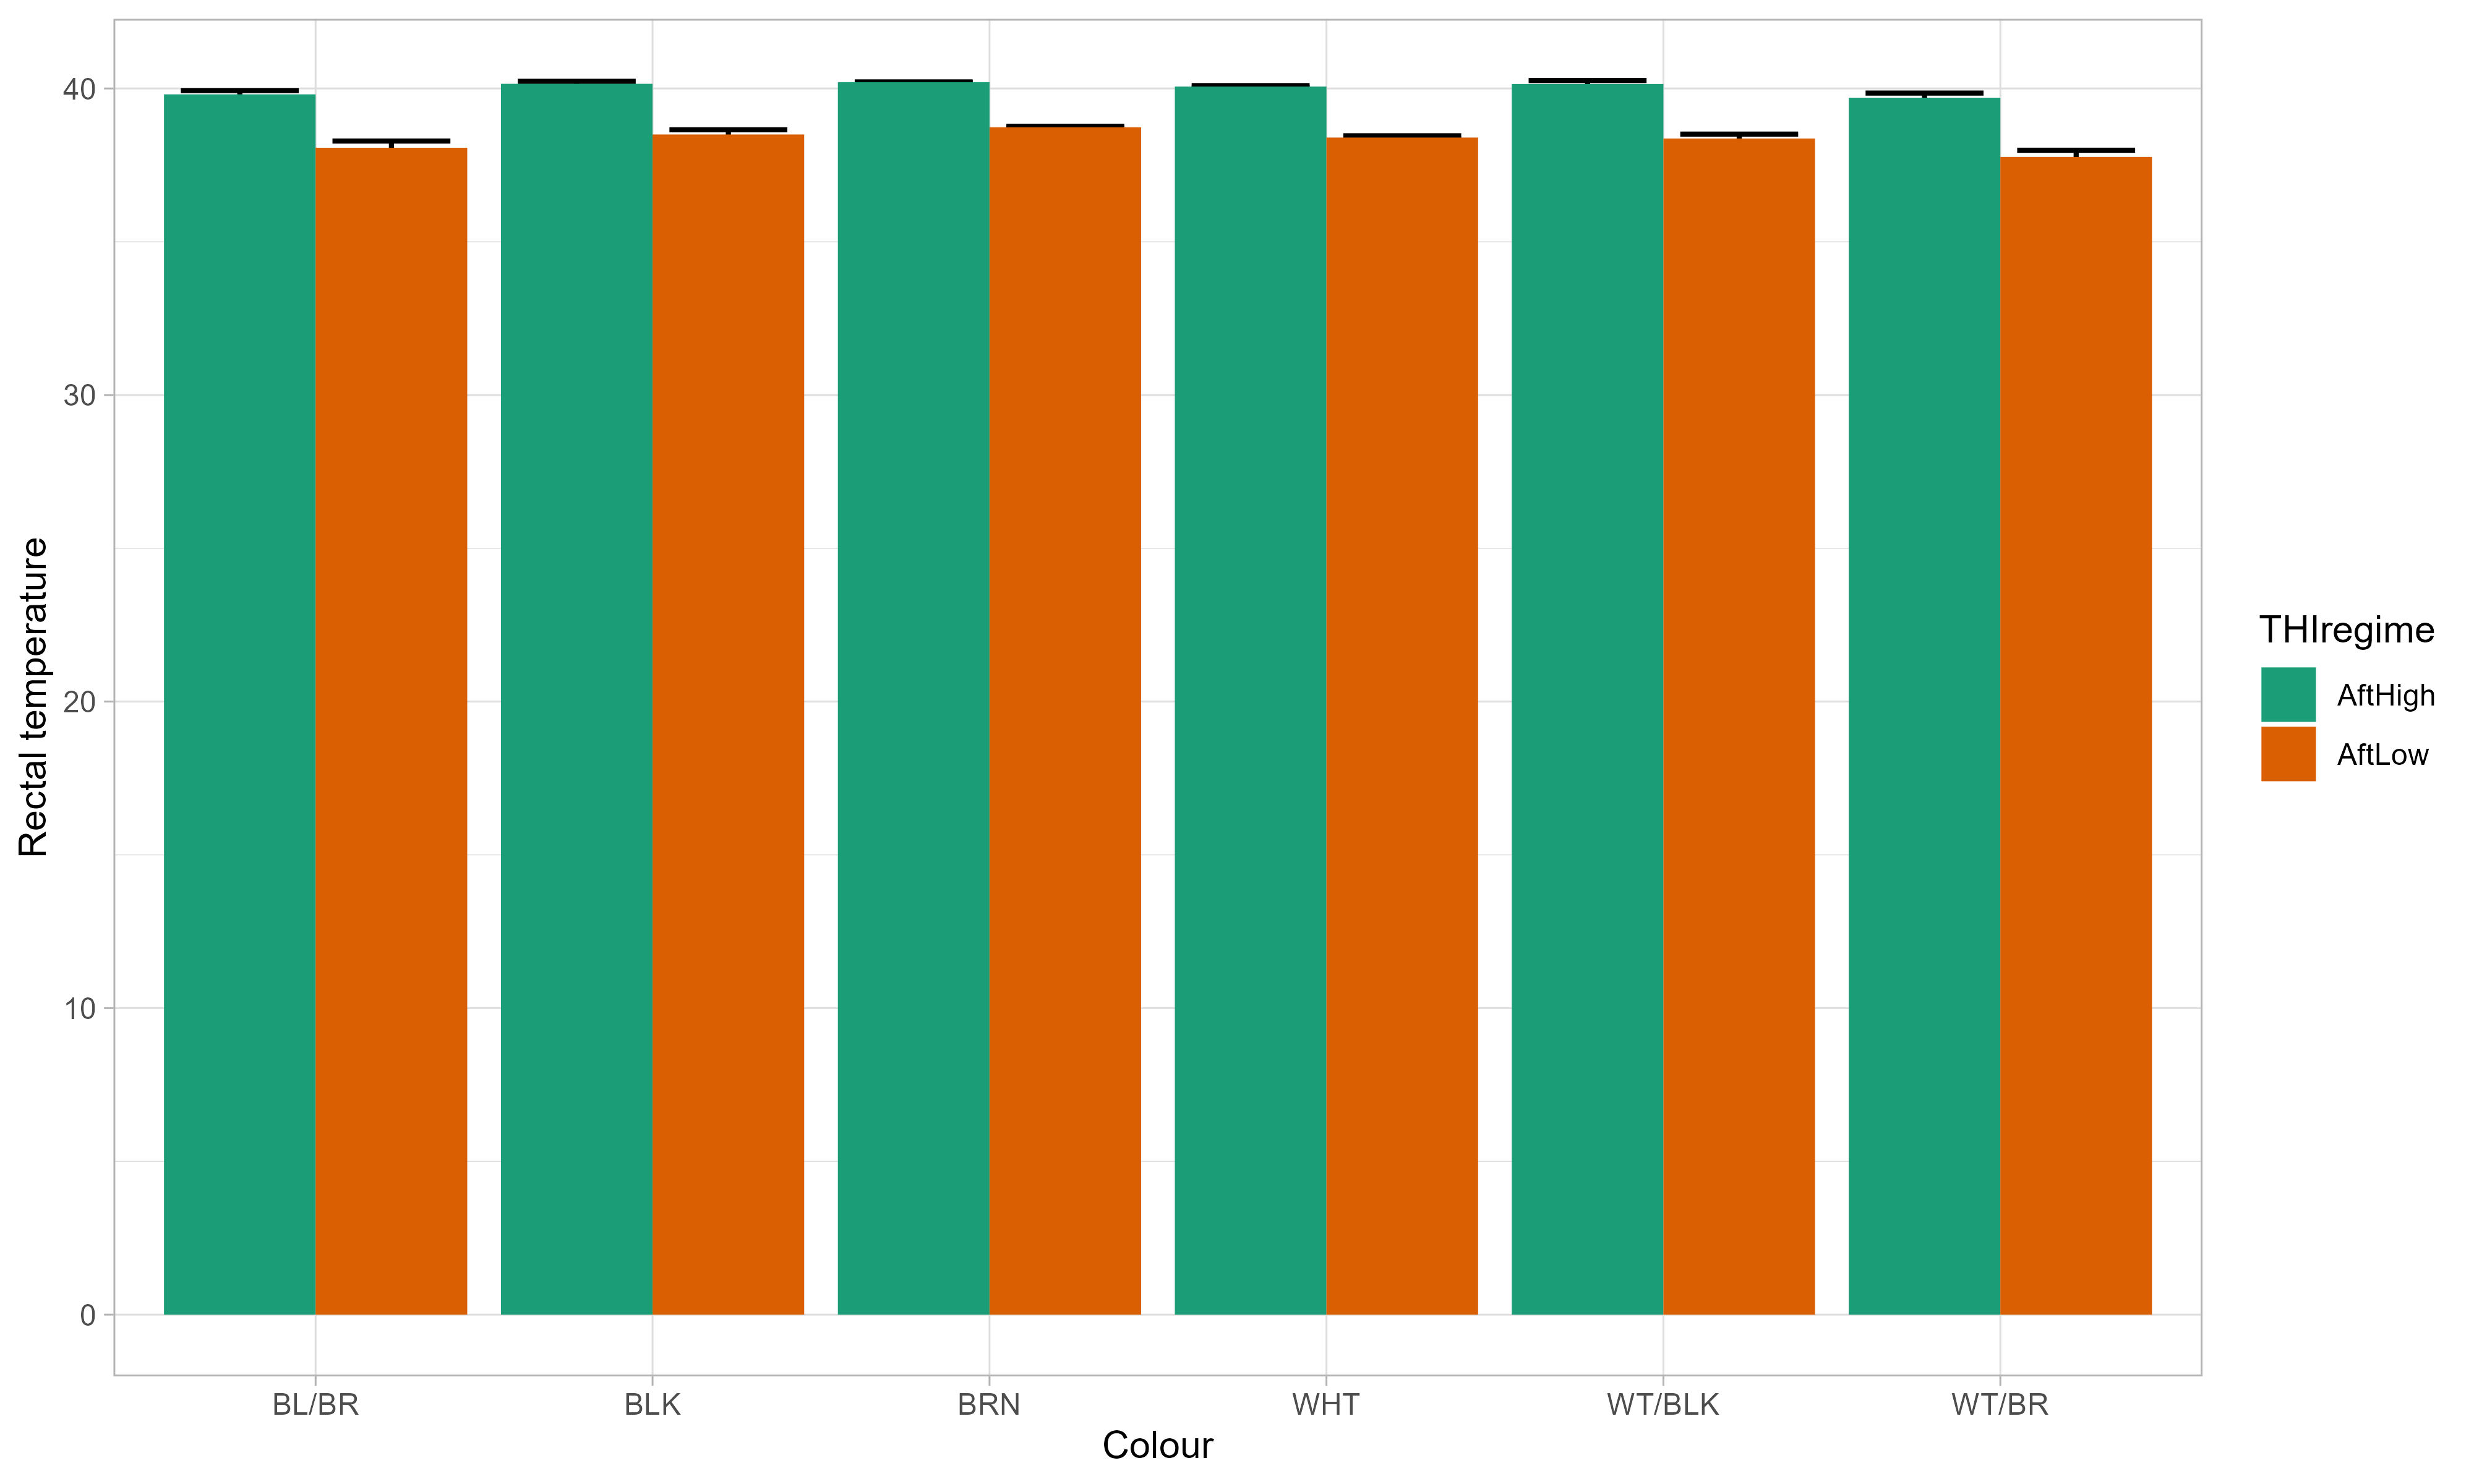 40
30
20
10
0
Rectal temperature
BL/BR
BLK
BRN
WHT
WT/BLK
WT/BR
Colour
THIregime
AftHigh
AftLow